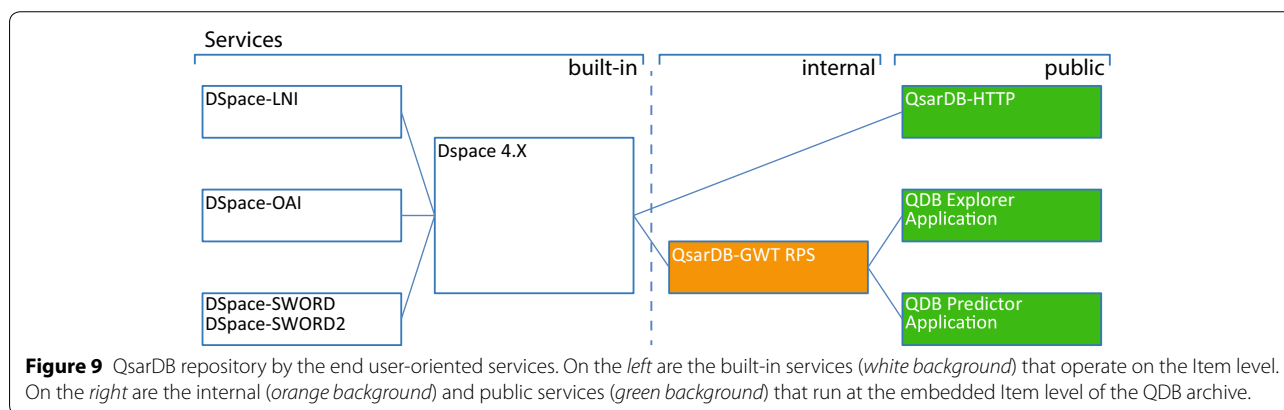 Services
built-in
internal
public
DSpace-LNI
QsarDB-HTTP
Dspace 4.X
DSpace-OAI
QDB Explorer
Application
QsarDB-GWT RPS
DSpace-SWORD
DSpace-SWORD2
QDB Predictor
Application
Figure 9 QsarDB repository by the end user-oriented services. On the left are the built-in services (white background) that operate on the Item level.
On the right are the internal (orange background) and public services (green background) that run at the embedded Item level of the QDB archive.